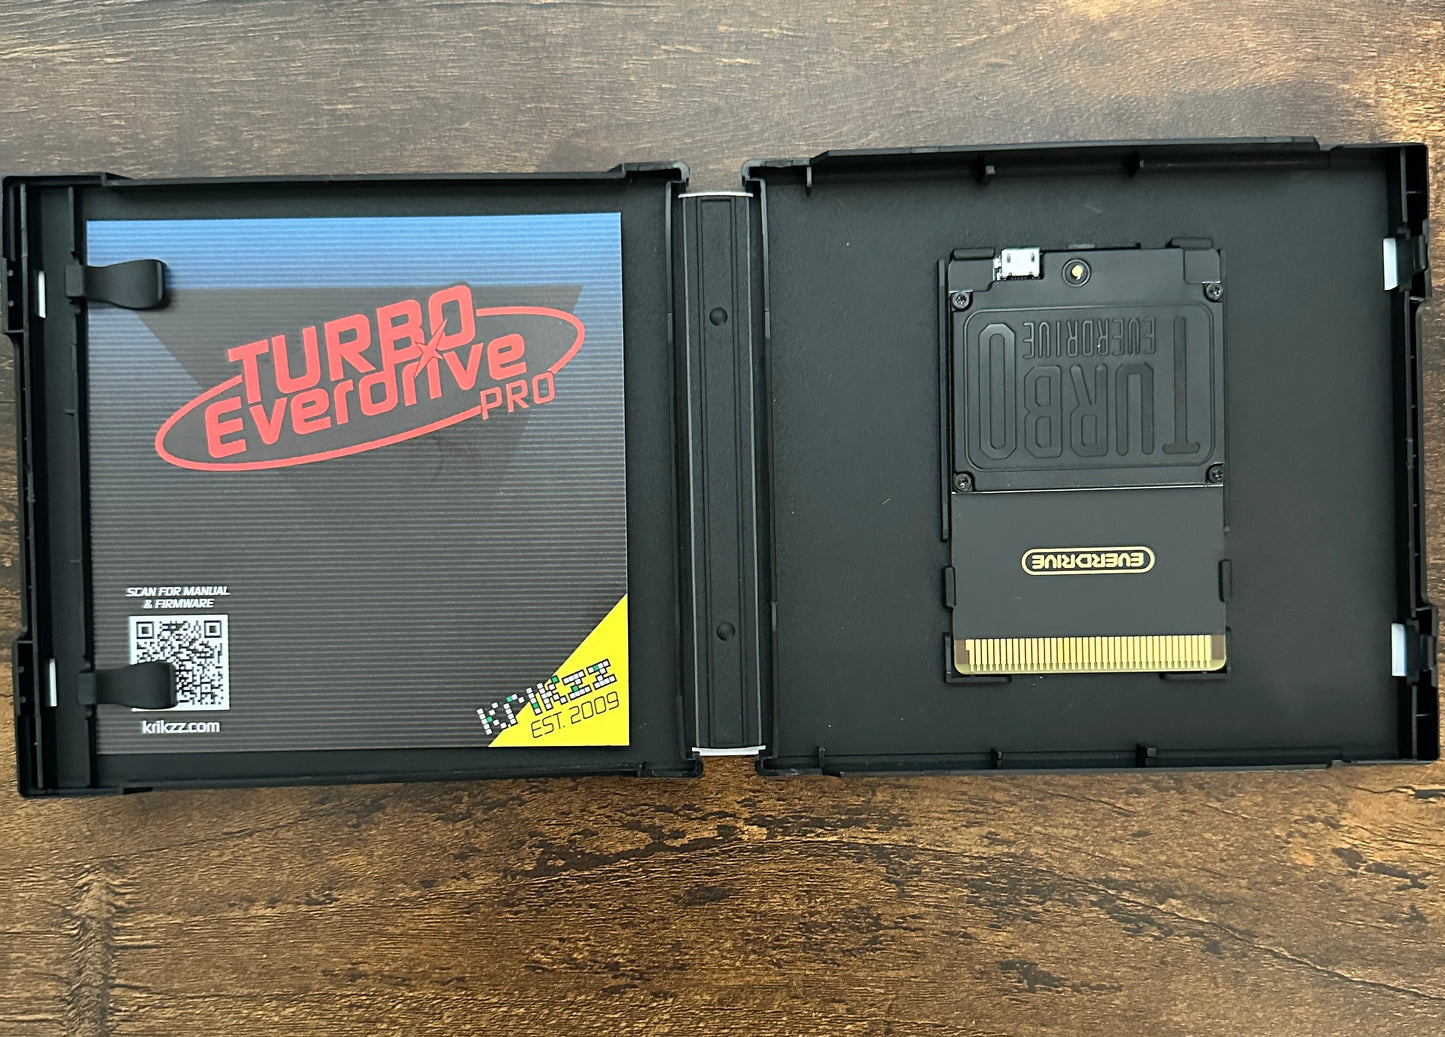 TURBO
Everdrive
PRO
SCAN FOR MANUAL
& FIRMWARE
krikzz.com
KRIKZZ
EST. 2009
TURBO
EVERDRIVE
EVERDRIVE